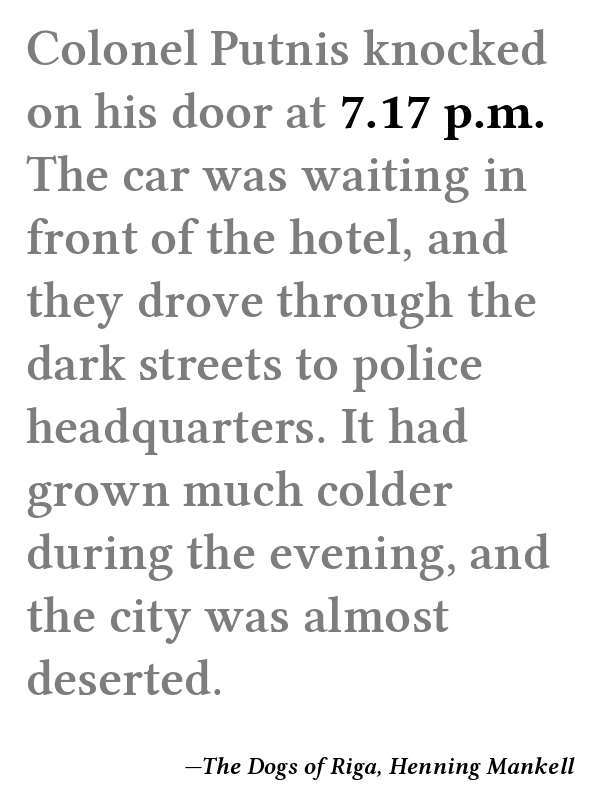 Colonel Putnis knocked
on his door at 7.17 p.m.
The car was waiting in
front of the hotel, and
they drove through the
dark streets to police
headquarters. It had
grown much colder
during the evening, and
the city was almost
deserted.
—The Dogs of Riga, Henning Mankell